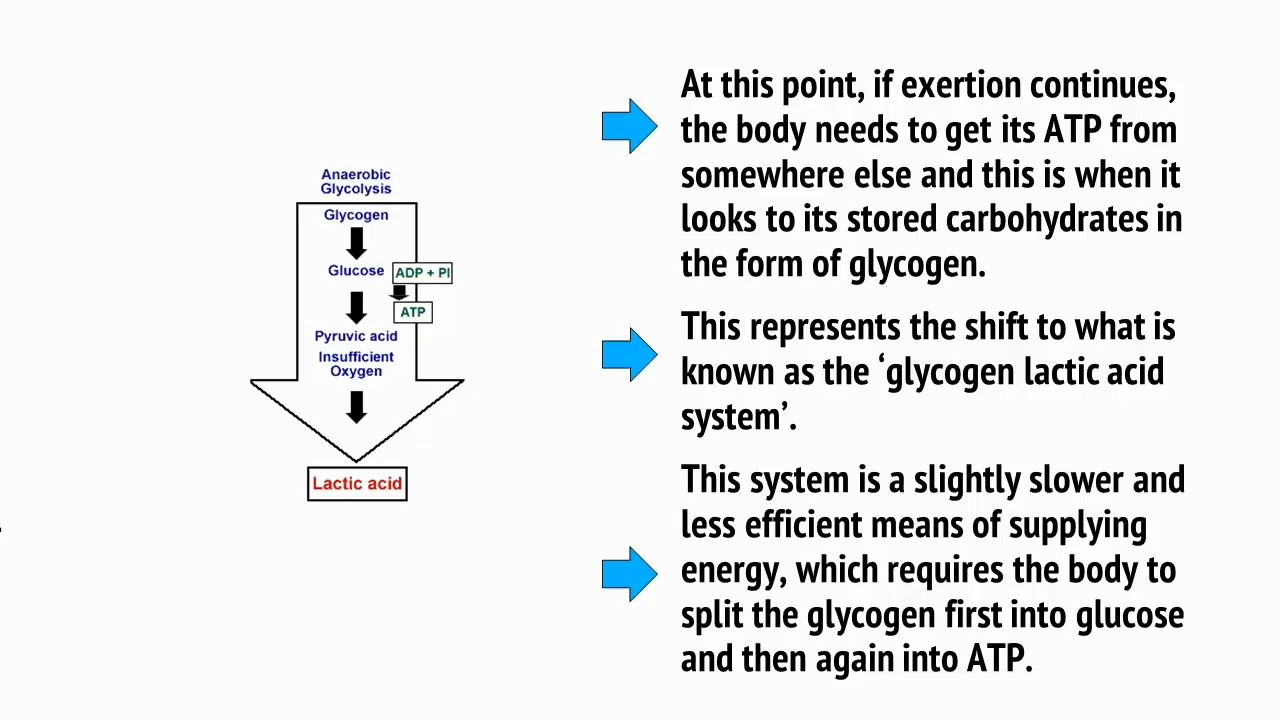 Anaerobic
Glycolysis
Glycogen
Glucose
ADP + PI
ATP
Pyruvic acid
Insufficient
Oxygen
Lactic acid
At this point, if exertion continues,
the body needs to get its ATP from
somewhere else and this is when it
looks to its stored carbohydrates in
the form of glycogen.
This represents the shift to what is
known as the ‘glycogen lactic acid
system’.
This system is a slightly slower and
less efficient means of supplying
energy, which requires the body to
split the glycogen first into glucose
and then again into ATP.